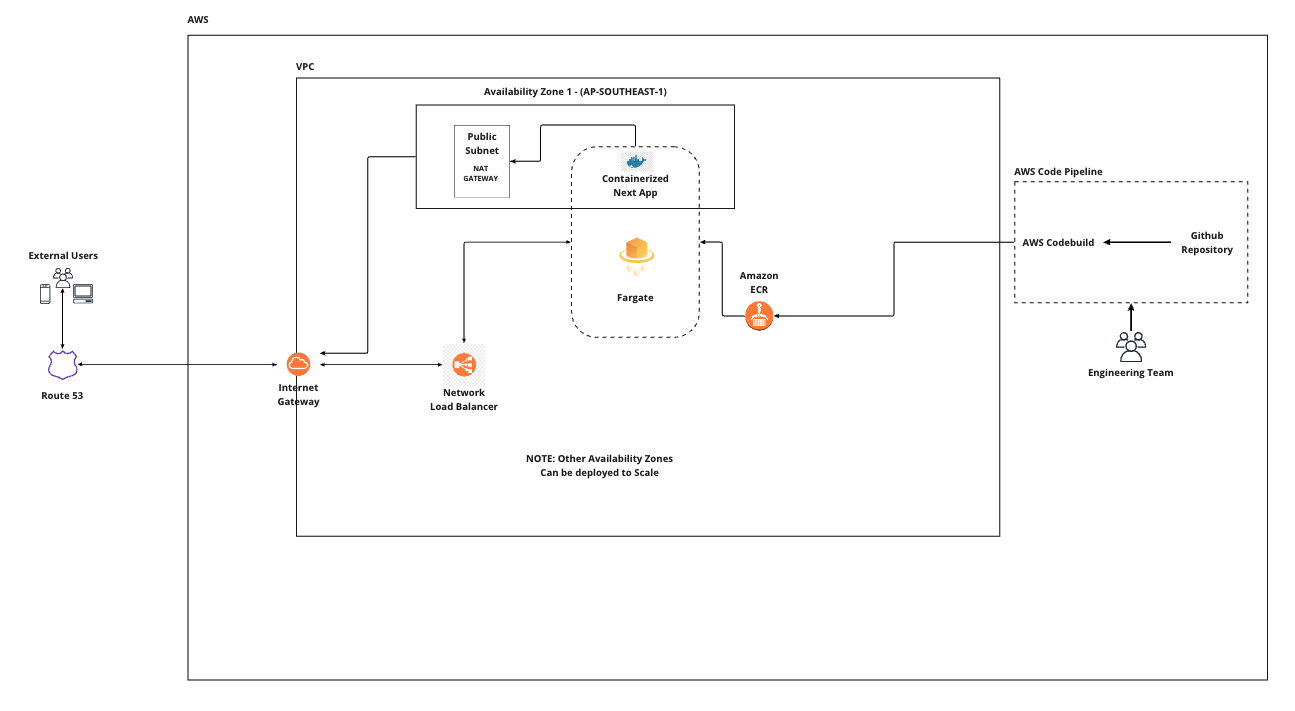 AWS
VPC
Availability Zone 1 - (AP-SOUTHEAST-1)
Public
Subnet
NAT
GATEWAY
Containerized
Next App
Fargate
Amazon
ECR
AWS Code Pipeline
AWS Codebuild
Github
Repository
Engineering Team
External Users
Route 53
Internet
Gateway
Network
Load Balancer
NOTE: Other Availability Zones
Can be deployed to Scale